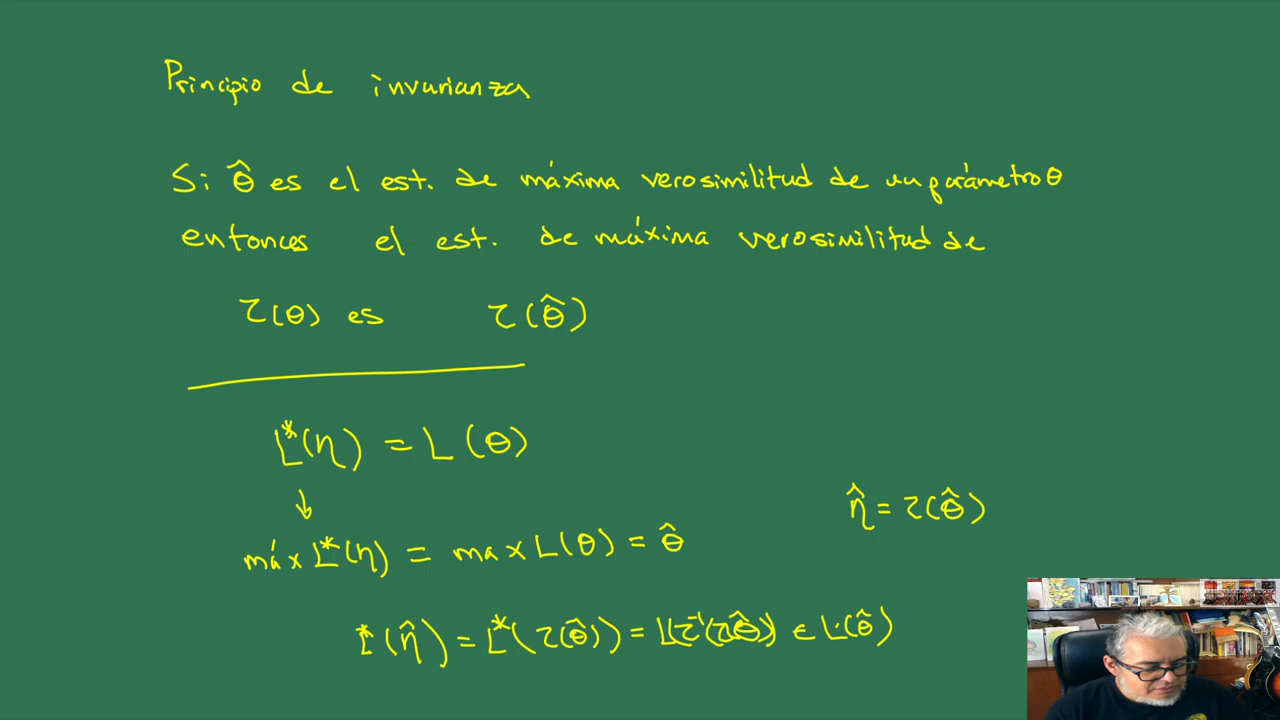 Principio de invarianza
Si θ̂ es el est. de máxima verosimilitud de un parámetro θ
entonces el est. de máxima verosimilitud de
τ(θ) es τ(θ̂)
L*(η) = L(θ)
↓
η̂ = τ(θ̂)
máx L*(η) = max L(θ) = θ̂
L*(η̂) = L*(τ(θ̂)) = L(τ⁻¹(τ(θ̂))) = L(θ̂)